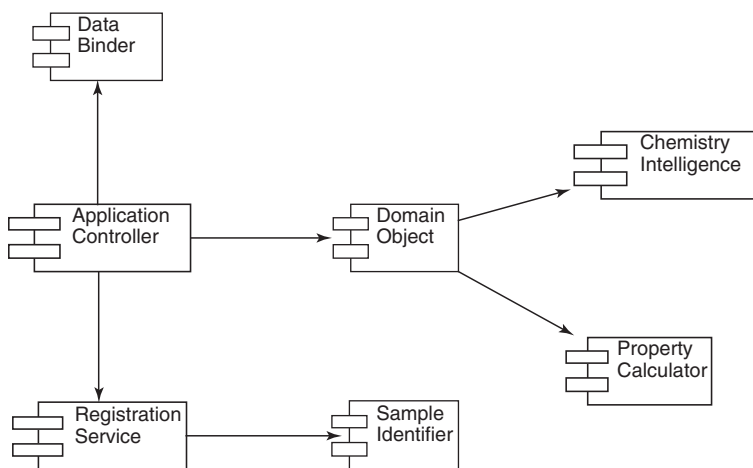 Data
Binder
Chemistry
Intelligence
Application
Controller
Domain
Object
Property
Calculator
Registration
Service
Sample
Identifier